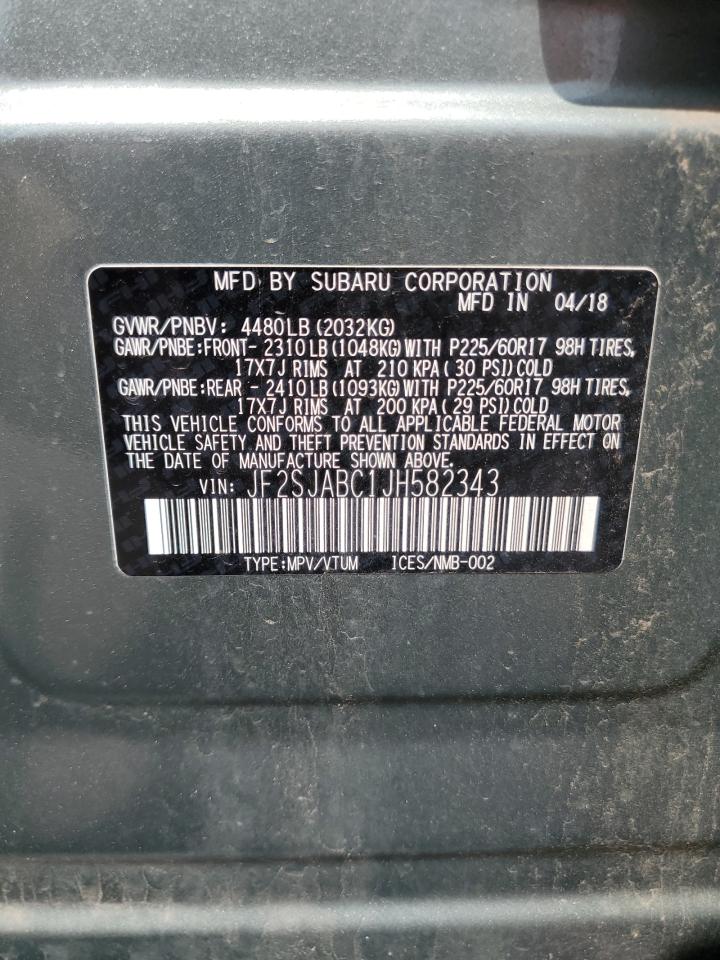 MFD BY SUBARU CORPORATION
MFD IN 04/18
GVWR/PNBV: 4480LB(2032KG)
GAWR/PNBE:FRONT- 2310LB(1048KG)WITH P225/60R17 98H TIRES,
17X7J RIMS AT 210 KPA( 30 PSI)COLD
GAWR/PNBE:REAR - 2410LB(1093KG)WITH P225/60R17 98H TIRES,
17X7J RIMS AT 200 KPA( 29 PSI)COLD
THIS VEHICLE CONFORMS TO ALL APPLICABLE FEDERAL MOTOR
VEHICLE SAFETY AND THEFT PREVENTION STANDARDS IN EFFECT ON
THE DATE OF MANUFACTURE SHOWN ABOVE.
VIN: JF2SJABC1JH582343
TYPE:MPV/VTUM ICES/NMB-002